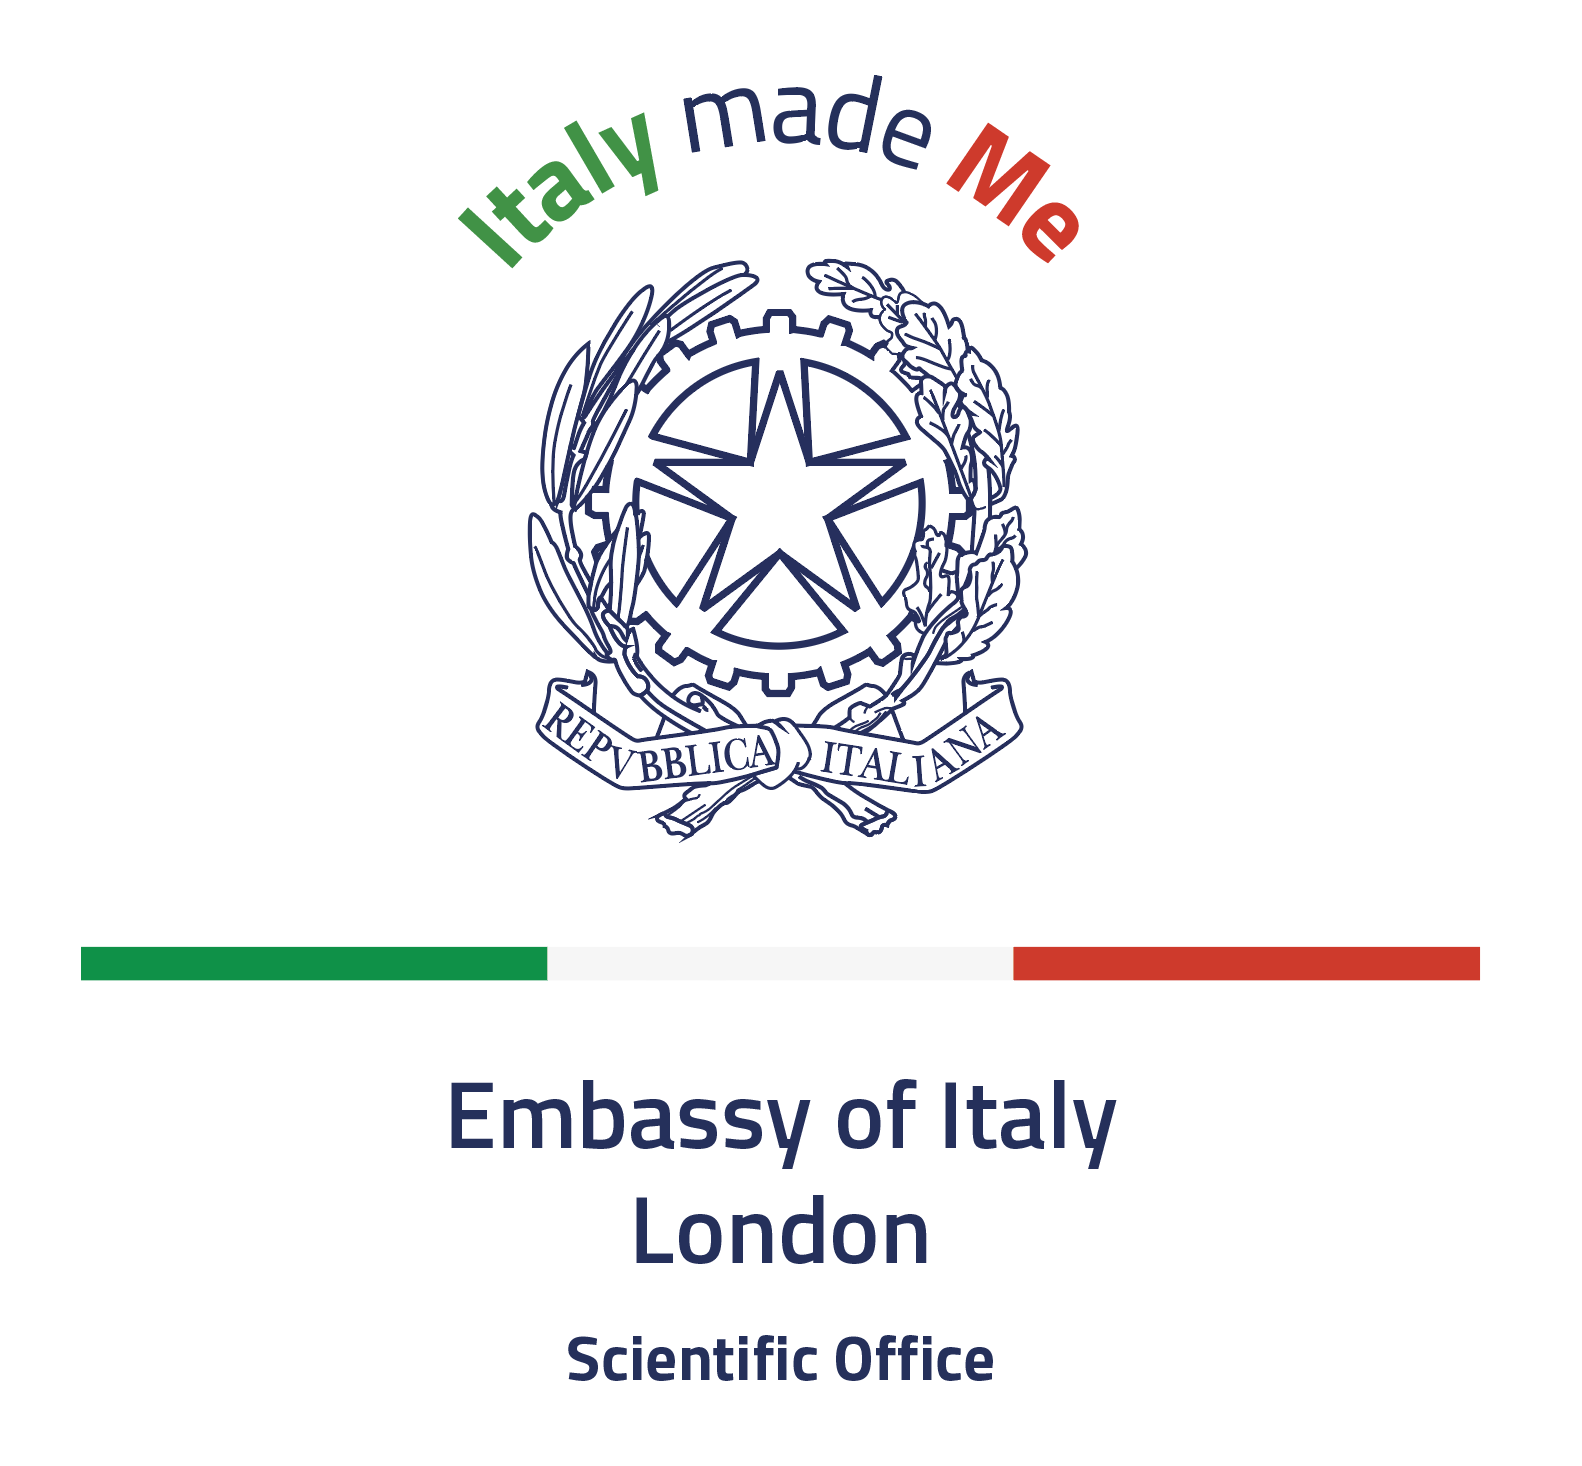 Italy made Me
REPVBBLICA ITALIANA
Embassy of Italy
London
Scientific Office